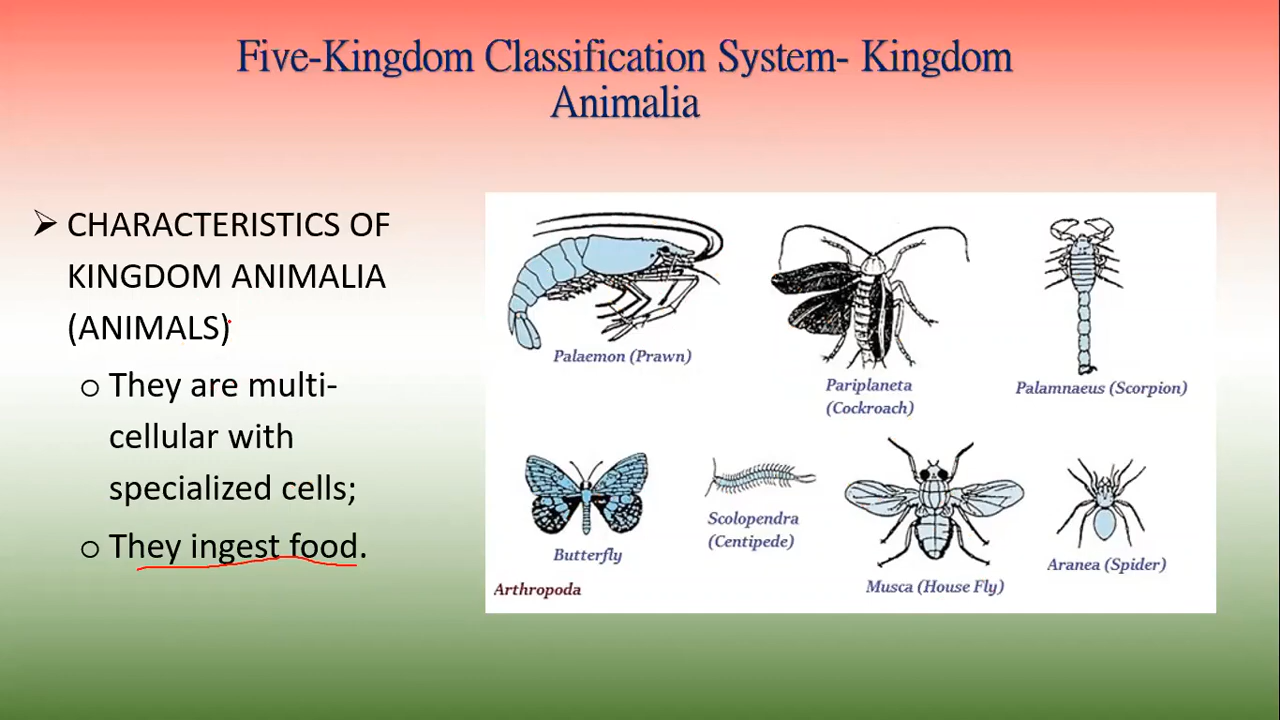 Five-Kingdom Classification System- Kingdom
Animalia
➢ CHARACTERISTICS OF
KINGDOM ANIMALIA
(ANIMALS)
o They are multi-
cellular with
specialized cells;
o They ingest food.
Palaemon (Prawn)
Pariplaneta
(Cockroach)
Palamnaeus (Scorpion)
Butterfly
Scolopendra
(Centipede)
Musca (House Fly)
Aranea (Spider)
Arthropoda